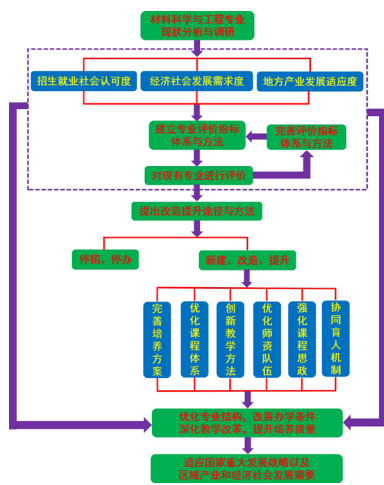 材料科学与工程专业
现状分析与调研
招生就业社会认可度
经济社会发展需求度
地方产业发展适应度
建立专业评价指标
体系与方法
完善评价指标
体系与方法
对现有专业进行评价
提出改造提升途径与方法
停招、停办
新建、改造、提升
完善培养方案
优化课程体系
创新教学方法
优化师资队伍
强化课程思政
协同育人机制
优化专业结构，改善办学条件
深化教学改革，提升培养质量
适应国家重大发展战略以及
区域产业和经济社会发展需要